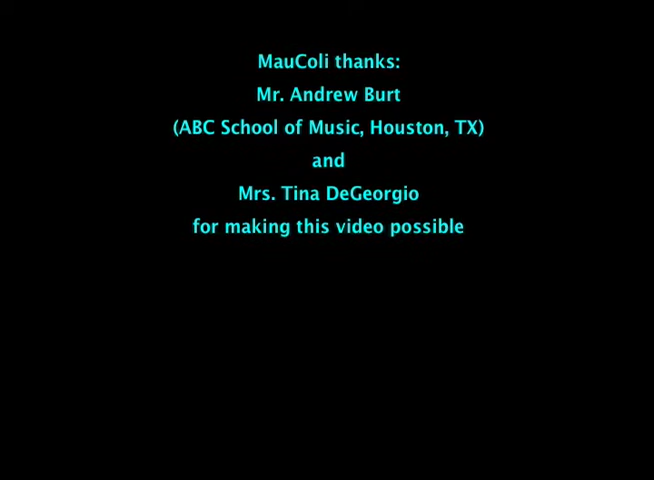 MauColi thanks:
Mr. Andrew Burt
(ABC School of Music, Houston, TX)
and
Mrs. Tina DeGeorgio
for making this video possible